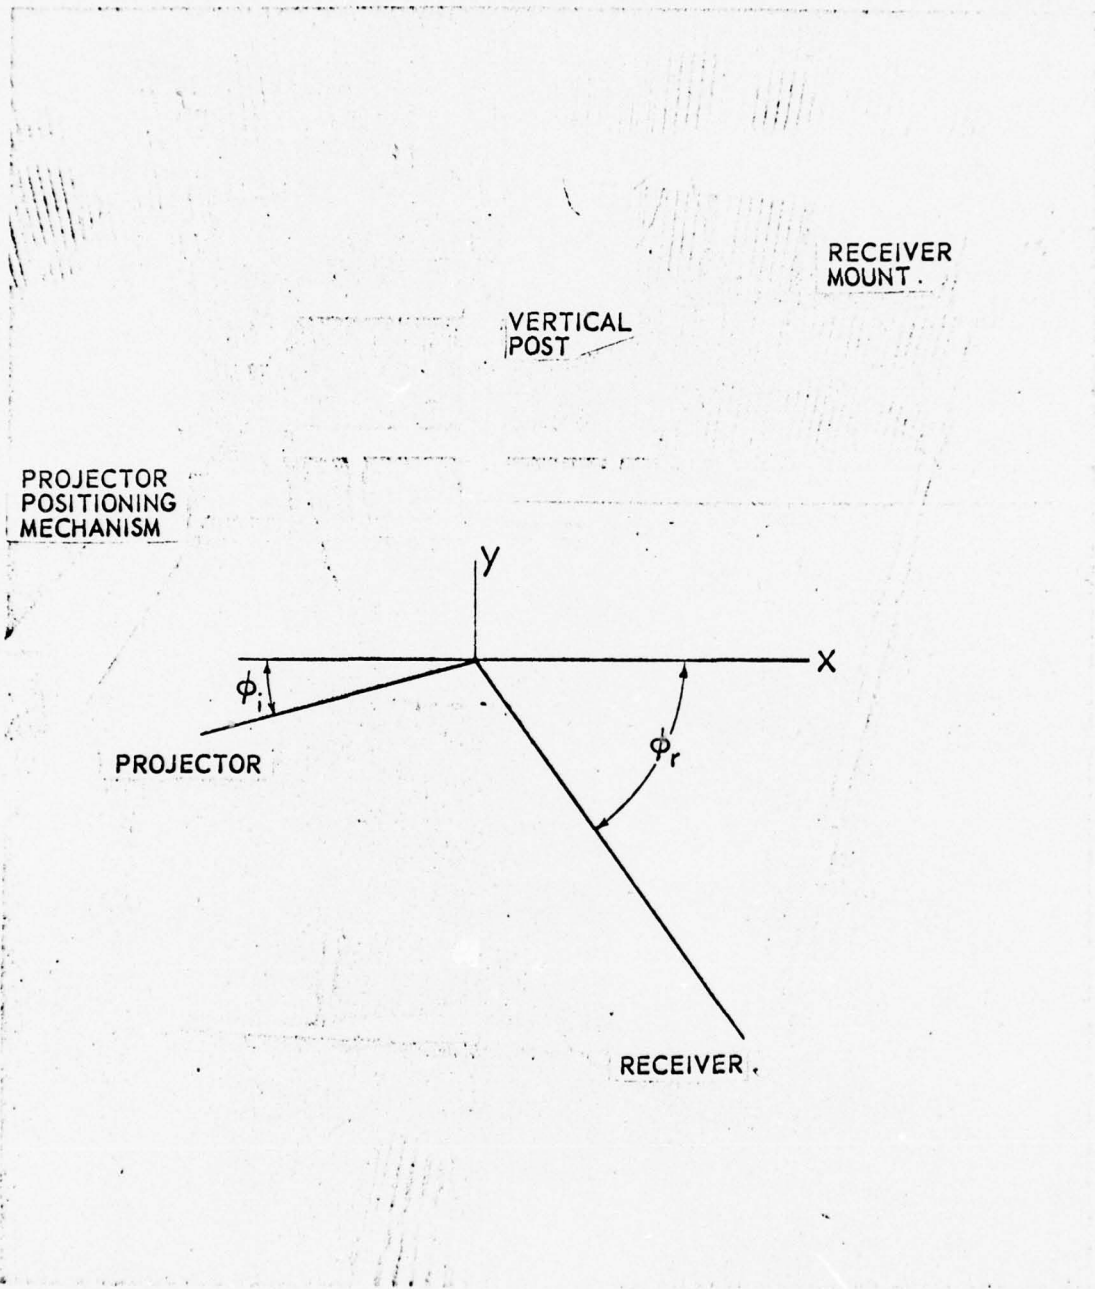 RECEIVER
MOUNT
VERTICAL
POST
PROJECTOR
POSITIONING
MECHANISM
y
x
ϕi
PROJECTOR
ϕr
RECEIVER